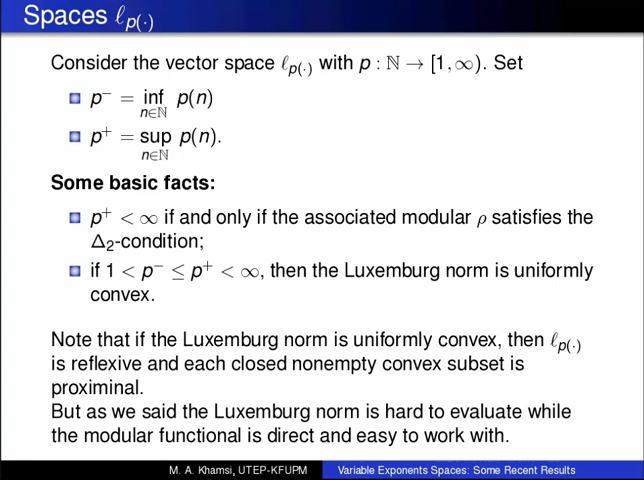 Spaces ℓp(·)
Consider the vector space ℓp(·) with p : ℕ → [1, ∞). Set
p⁻ = inf p(n)
n∈ℕ
p⁺ = sup p(n).
n∈ℕ
Some basic facts:
p⁺ < ∞ if and only if the associated modular ρ satisfies the
Δ₂-condition;
if 1 < p⁻ ≤ p⁺ < ∞, then the Luxemburg norm is uniformly
convex.
Note that if the Luxemburg norm is uniformly convex, then ℓp(·)
is reflexive and each closed nonempty convex subset is
proximinal.
But as we said the Luxemburg norm is hard to evaluate while
the modular functional is direct and easy to work with.
M. A. Khamsi, UTEP-KFUPM Variable Exponents Spaces: Some Recent Results